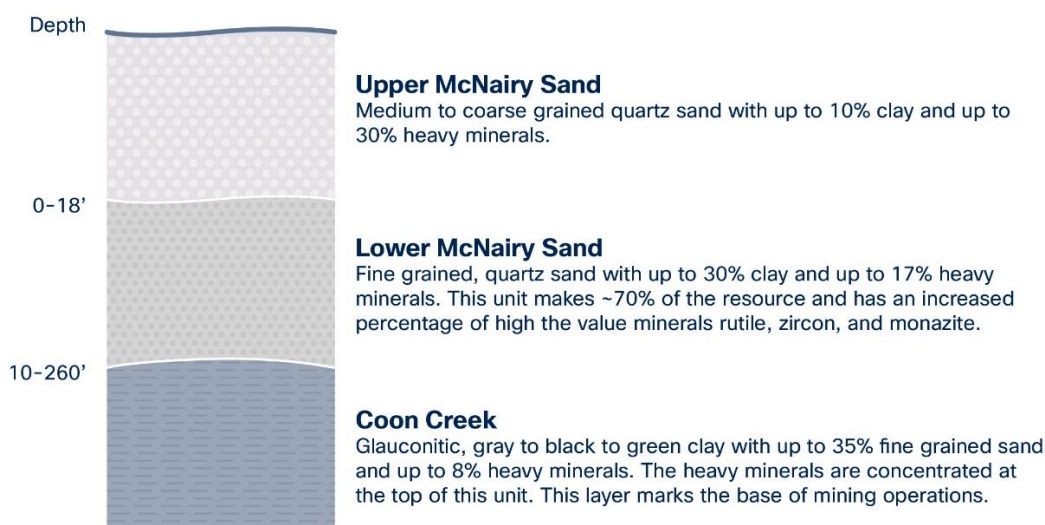 Depth
Upper McNairy Sand
Medium to coarse grained quartz sand with up to 10% clay and up to
30% heavy minerals.
0-18’
Lower McNairy Sand
Fine grained, quartz sand with up to 30% clay and up to 17% heavy
minerals. This unit makes ~70% of the resource and has an increased
percentage of high the value minerals rutile, zircon, and monazite.
10-260’
Coon Creek
Glauconitic, gray to black to green clay with up to 35% fine grained sand
and up to 8% heavy minerals. The heavy minerals are concentrated at
the top of this unit. This layer marks the base of mining operations.